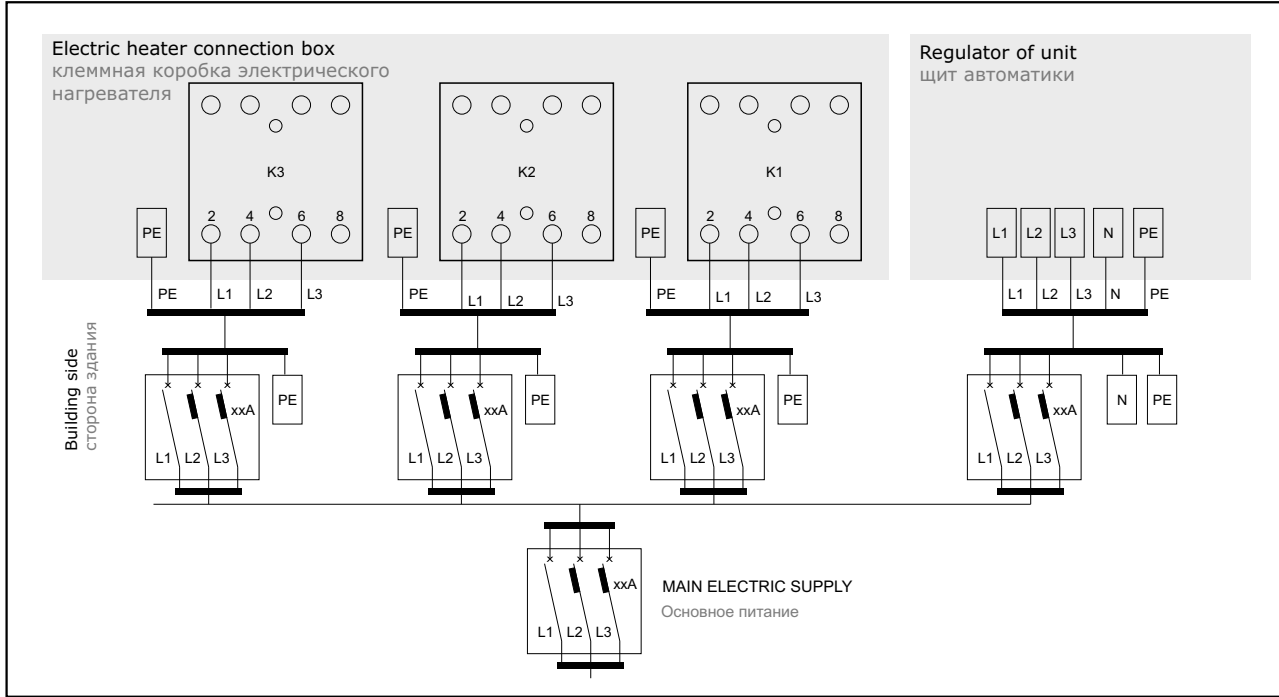 Electric heater connection box
клеммная коробка электрического
нагревателя
Regulator of unit
щит автоматики
K3
K2
K1
2 4 6 8
2 4 6 8
2 4 6 8
PE
PE
PE
L1 L2 L3 N PE
PE L1 L2 L3
PE L1 L2 L3
PE L1 L2 L3
L1 L2 L3 N PE
Building side
сторона здания
xxA
PE
L1 L2 L3
xxA
PE
L1 L2 L3
xxA
PE
L1 L2 L3
xxA
N PE
L1 L2 L3
xxA
L1 L2 L3
MAIN ELECTRIC SUPPLY
Основное питание